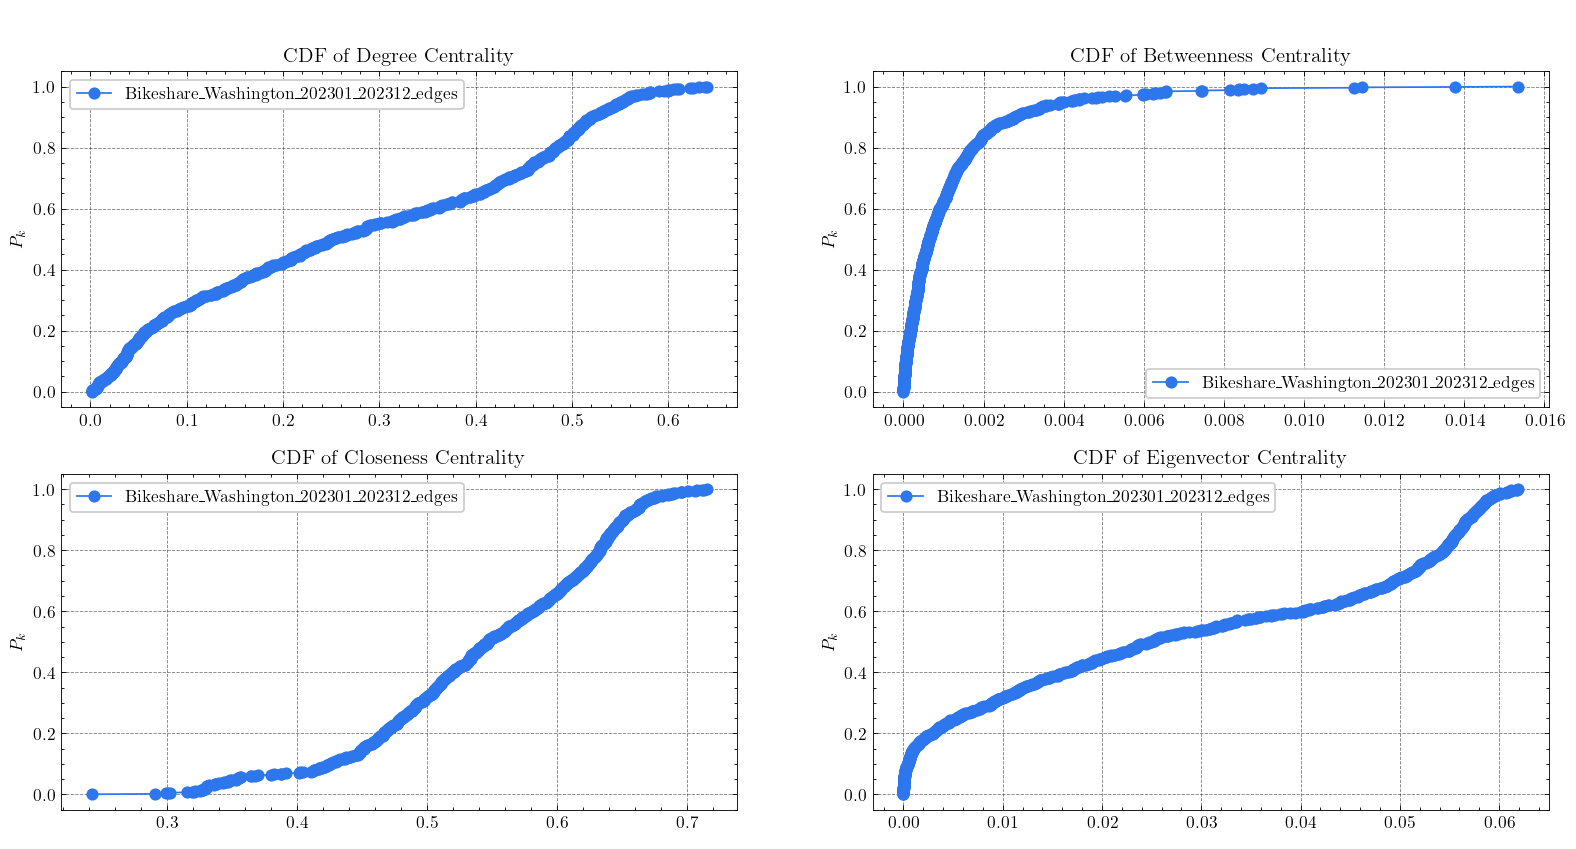 CDF of Degree Centrality
Bikeshare_Washington_202301_202312_edges
1.0
0.8
0.6
0.4
0.2
0.0
P_k
0.0 0.1 0.2 0.3 0.4 0.5 0.6
CDF of Betweenness Centrality
1.0
0.8
0.6
0.4
0.2
0.0
P_k
Bikeshare_Washington_202301_202312_edges
0.000 0.002 0.004 0.006 0.008 0.010 0.012 0.014 0.016
CDF of Closeness Centrality
Bikeshare_Washington_202301_202312_edges
1.0
0.8
0.6
0.4
0.2
0.0
P_k
0.3 0.4 0.5 0.6 0.7
CDF of Eigenvector Centrality
Bikeshare_Washington_202301_202312_edges
1.0
0.8
0.6
0.4
0.2
0.0
P_k
0.00 0.01 0.02 0.03 0.04 0.05 0.06